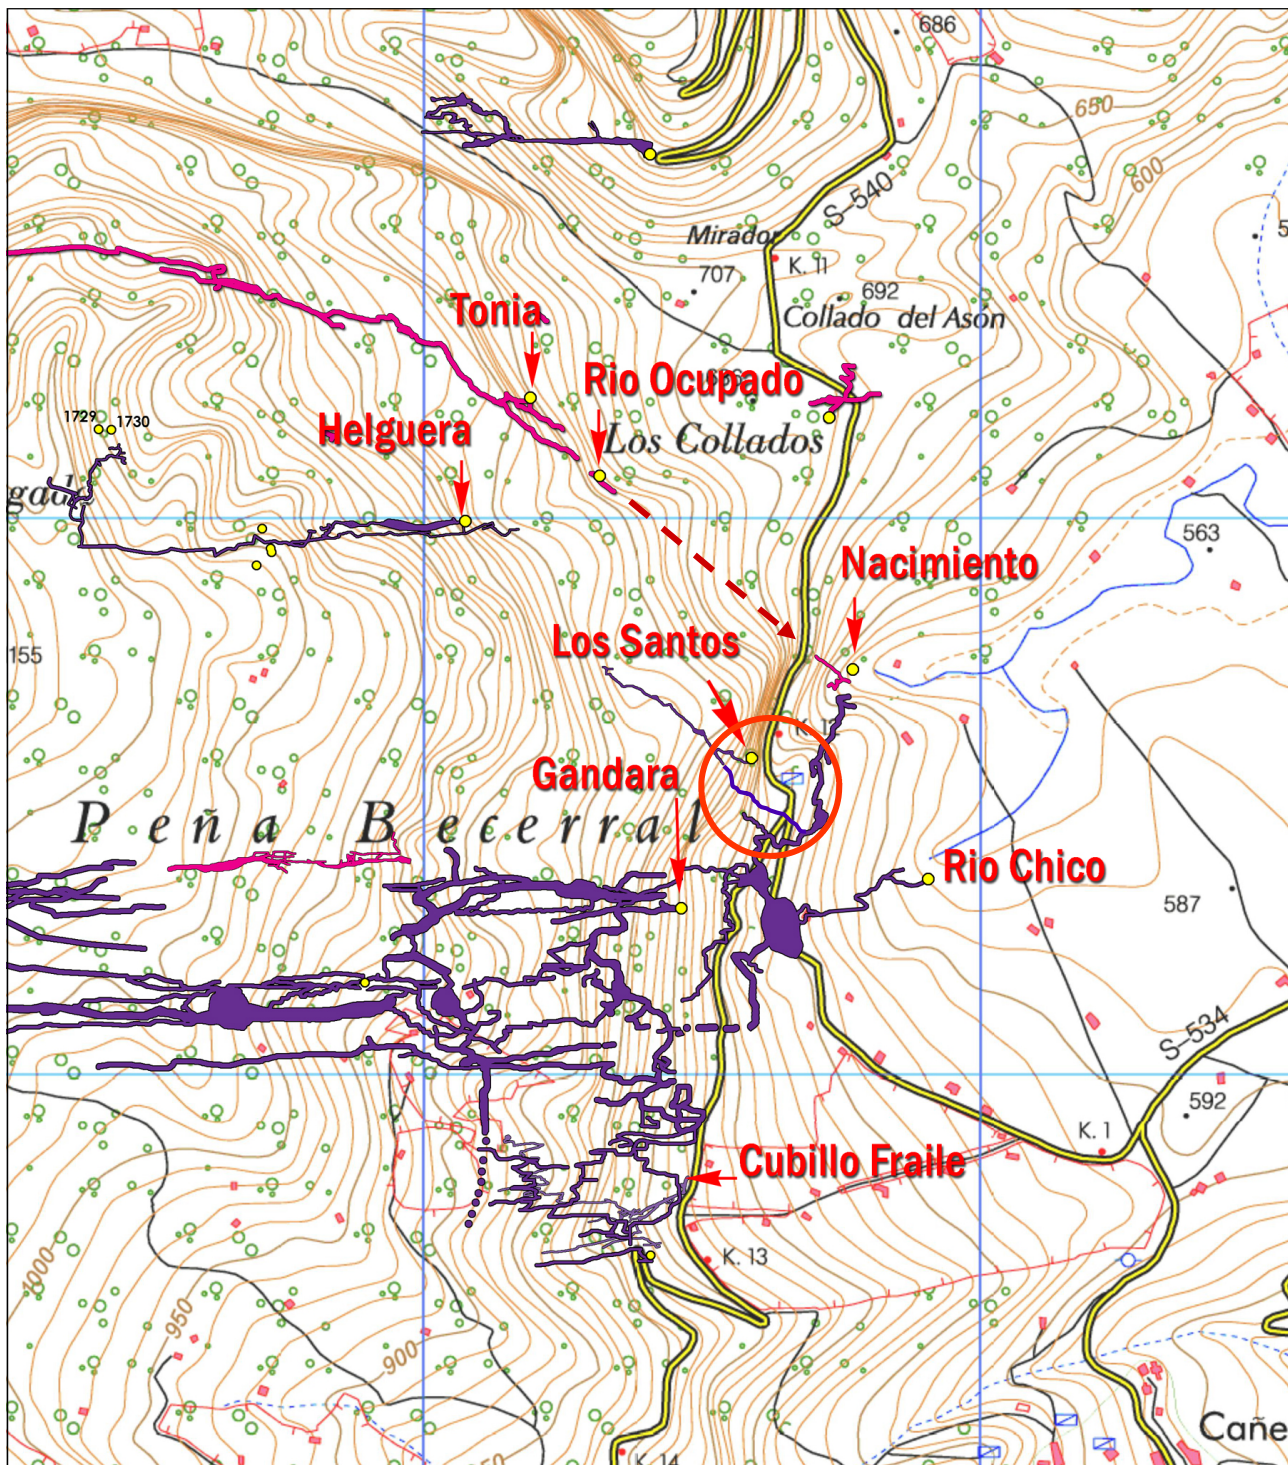 686
650
600
S-540
Mirador
K. 11
707
692
Collado del Asón
Tonia
Rio Ocupado
Helguera
1729
1730
Los Collados
563
Nacimiento
155
Los Santos
K. 12
Gandara
Peña Becerral
Rio Chico
587
S-534
592
K. 1
Cubillo Fraile
K. 13
1000
950
900
Cañe
K. 14